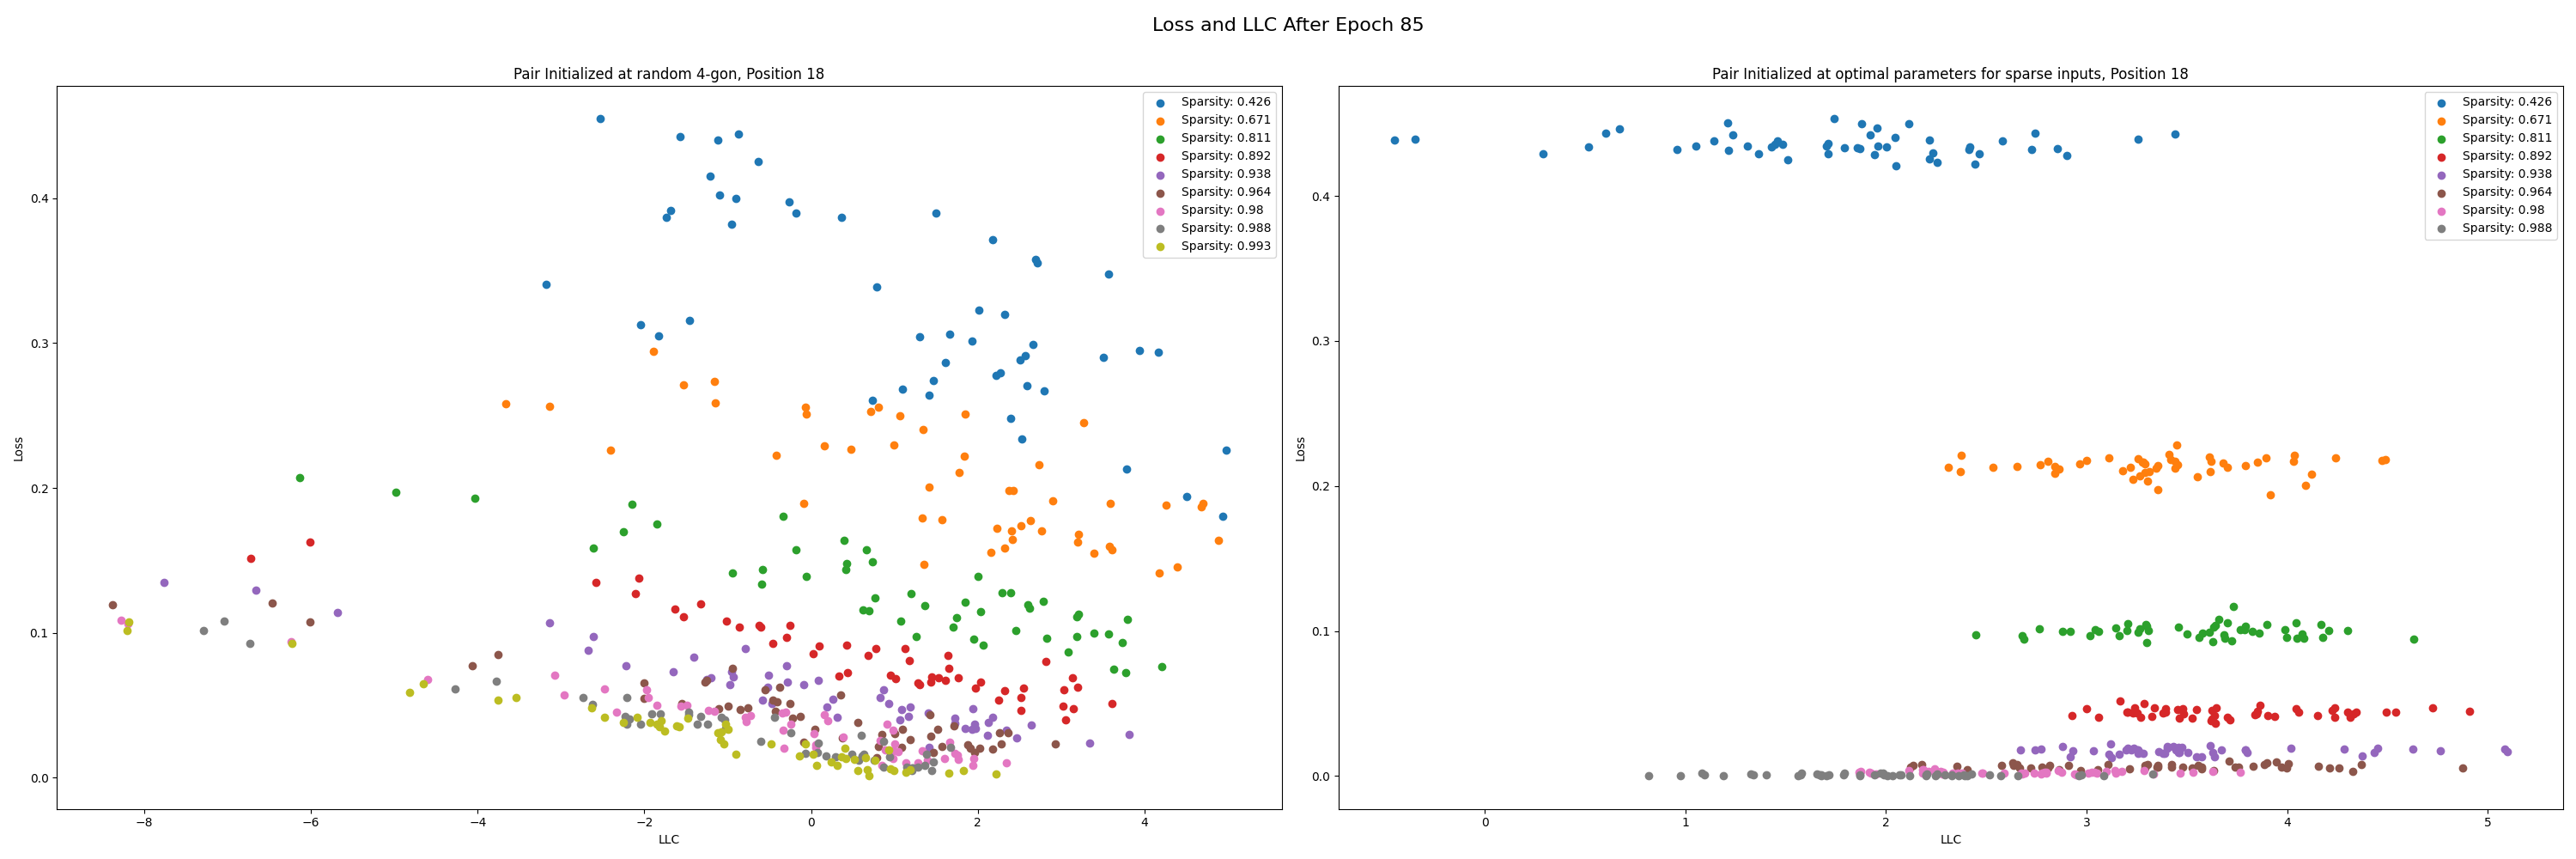 Loss and LLC After Epoch 85
Pair Initialized at random 4-gon, Position 18
Loss
0.4
0.3
0.2
0.1
0.0
−8
−6
−4
−2
0
2
4
LLC
Sparsity: 0.426
Sparsity: 0.671
Sparsity: 0.811
Sparsity: 0.892
Sparsity: 0.938
Sparsity: 0.964
Sparsity: 0.98
Sparsity: 0.988
Sparsity: 0.993
Pair Initialized at optimal parameters for sparse inputs, Position 18
Loss
0.4
0.3
0.2
0.1
0.0
0
1
2
3
4
5
LLC
Sparsity: 0.426
Sparsity: 0.671
Sparsity: 0.811
Sparsity: 0.892
Sparsity: 0.938
Sparsity: 0.964
Sparsity: 0.98
Sparsity: 0.988